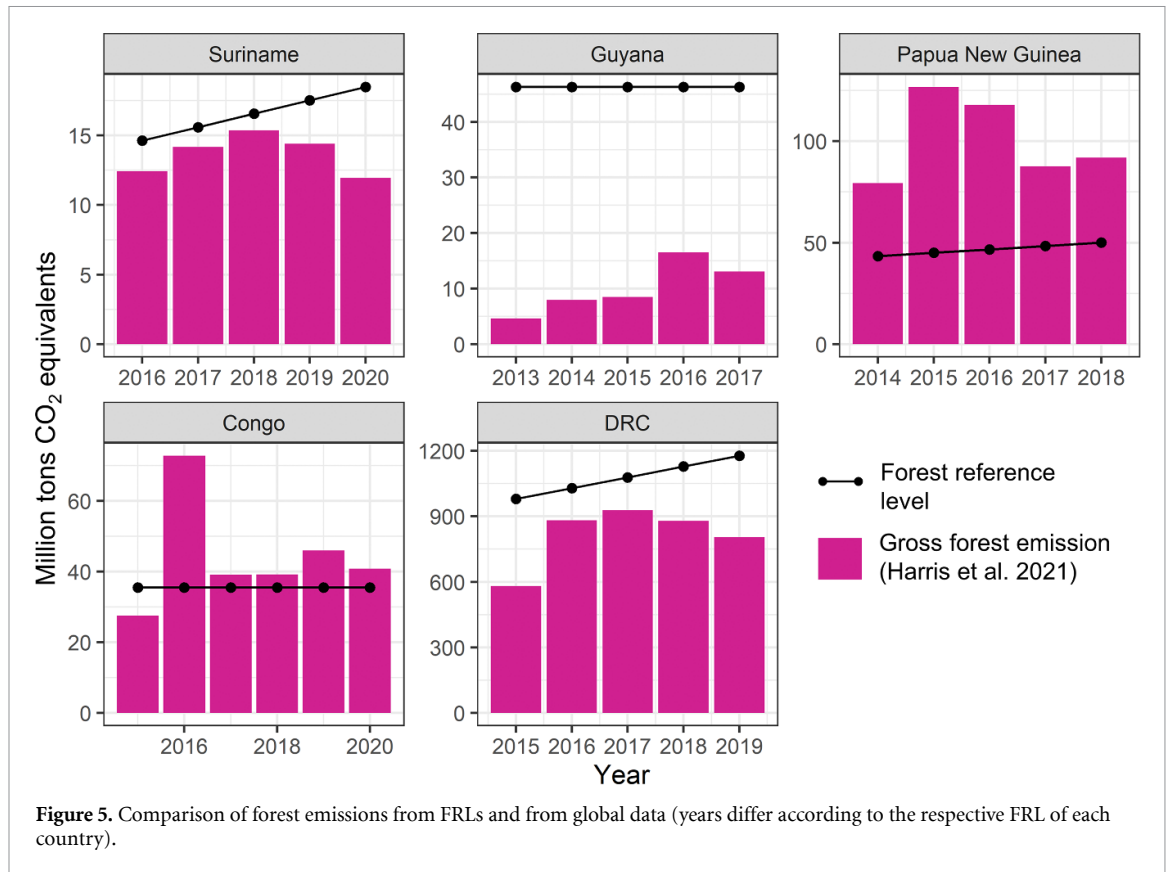 Suriname
Guyana
Papua New Guinea
15
10
5
0
2016 2017 2018 2019 2020
40
30
20
10
0
2013 2014 2015 2016 2017
100
50
0
2014 2015 2016 2017 2018
Million tons CO2 equivalents
Congo
DRC
60
40
20
0
2016 2018 2020
1200
900
600
300
0
2015 2016 2017 2018 2019
Year
Forest reference
level
Gross forest emission
(Harris et al. 2021)
Figure 5. Comparison of forest emissions from FRLs and from global data (years differ according to the respective FRL of each
country).